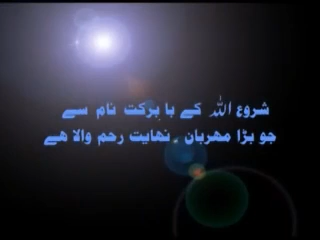 شروع اللہ کے با برکت نام سے
جو بڑا مہربان ۔ نہایت رحم والا ھے